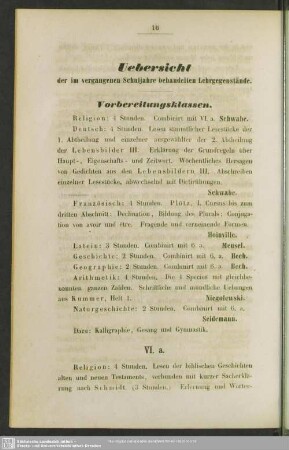 10
Uebersicht
der im vergangenen Schuljahre behandelten Lehrgegenstände.
Vorbereitungsklassen.
Religion: 4 Stunden. Combinirt mit VI. a. Schwabe.
Deutsch: 4 Stunden. Lesen sämmtlicher Lesestücke der
1. Abtheilung und einzelner ausgewählter der 2. Abtheilung
der Lebensbilder III. Erklärung der Grundregeln über
Haupt-, Eigenschafts- und Zeitwort. Wöchentliches Hersagen
von Gedichten aus den Lebensbildern III. Abschreiben
einzelner Lesestücke, abwechselnd mit Dictirübungen.
Schwabe.
Französisch: 4 Stunden. Plötz, I. Cursus bis zum
dritten Abschnitt. Declination, Bildung des Plurals; Conjuga-
tion von avoir und être. Fragende und verneinende Formen.
Latein: 3 Stunden. Combinirt mit 6. a. Meusel.
Geschichte: 2 Stunden. Combinirt mit 6. a. Beck.
Geographie: 2 Stunden. Combinirt mit 6. a. Beck.
Arithmetik: 4 Stunden. Die 4 Species mit gleichbe-
nannten ganzen Zahlen. Schriftliche und mündliche Uebungen
aus Kummer, Heft 1.
Naturgeschichte: 2 Stunden. Combinirt mit 6. a.
Seidemann.
Dazu: Kalligraphie, Gesang und Gymnastik.
VI. a.
Religion: 4 Stunden. Lesen der biblischen Geschichten
alten und neuen Testaments, verbunden mit kurzer Sacherklä-
rung nach Schmidt. (3 Stunden.) Erlernung und Worter-